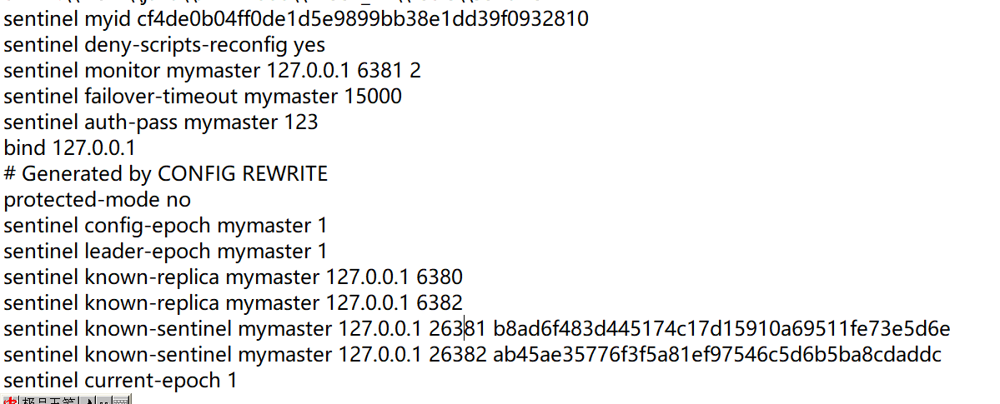 sentinel myid cf4de0b04ff0de1d5e9899bb38e1dd39f0932810
sentinel deny-scripts-reconfig yes
sentinel monitor mymaster 127.0.0.1 6381 2
sentinel failover-timeout mymaster 15000
sentinel auth-pass mymaster 123
bind 127.0.0.1
# Generated by CONFIG REWRITE
protected-mode no
sentinel config-epoch mymaster 1
sentinel leader-epoch mymaster 1
sentinel known-replica mymaster 127.0.0.1 6380
sentinel known-replica mymaster 127.0.0.1 6382
sentinel known-sentinel mymaster 127.0.0.1 26381 b8ad6f483d445174c17d15910a69511fe73e5d6e
sentinel known-sentinel mymaster 127.0.0.1 26382 ab45ae35776f3f5a81ef97546c5d6b5ba8cdaddc
sentinel current-epoch 1
极品五笔